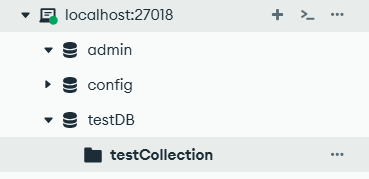 localhost:27018
admin
config
testDB
testCollection